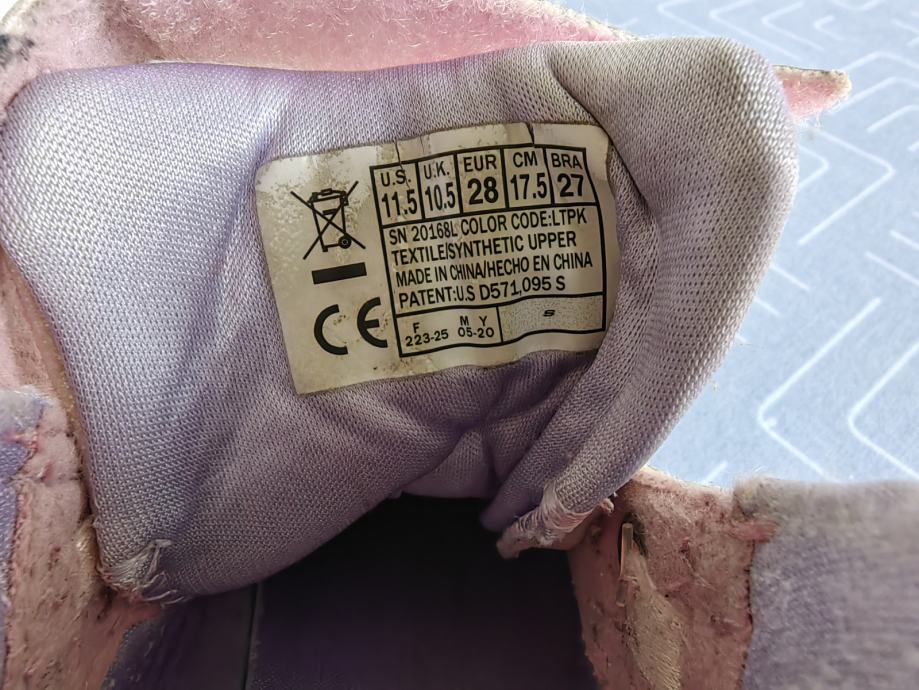 U.S. U.K. EUR CM BRA
11.5 10.5 28 17.5 27
SN 20168L COLOR CODE:LTPK
TEXTILE/SYNTHETIC UPPER
MADE IN CHINA/HECHO EN CHINA
PATENT:U.S D571,095 S
F M Y S
223-25 05-20
CE